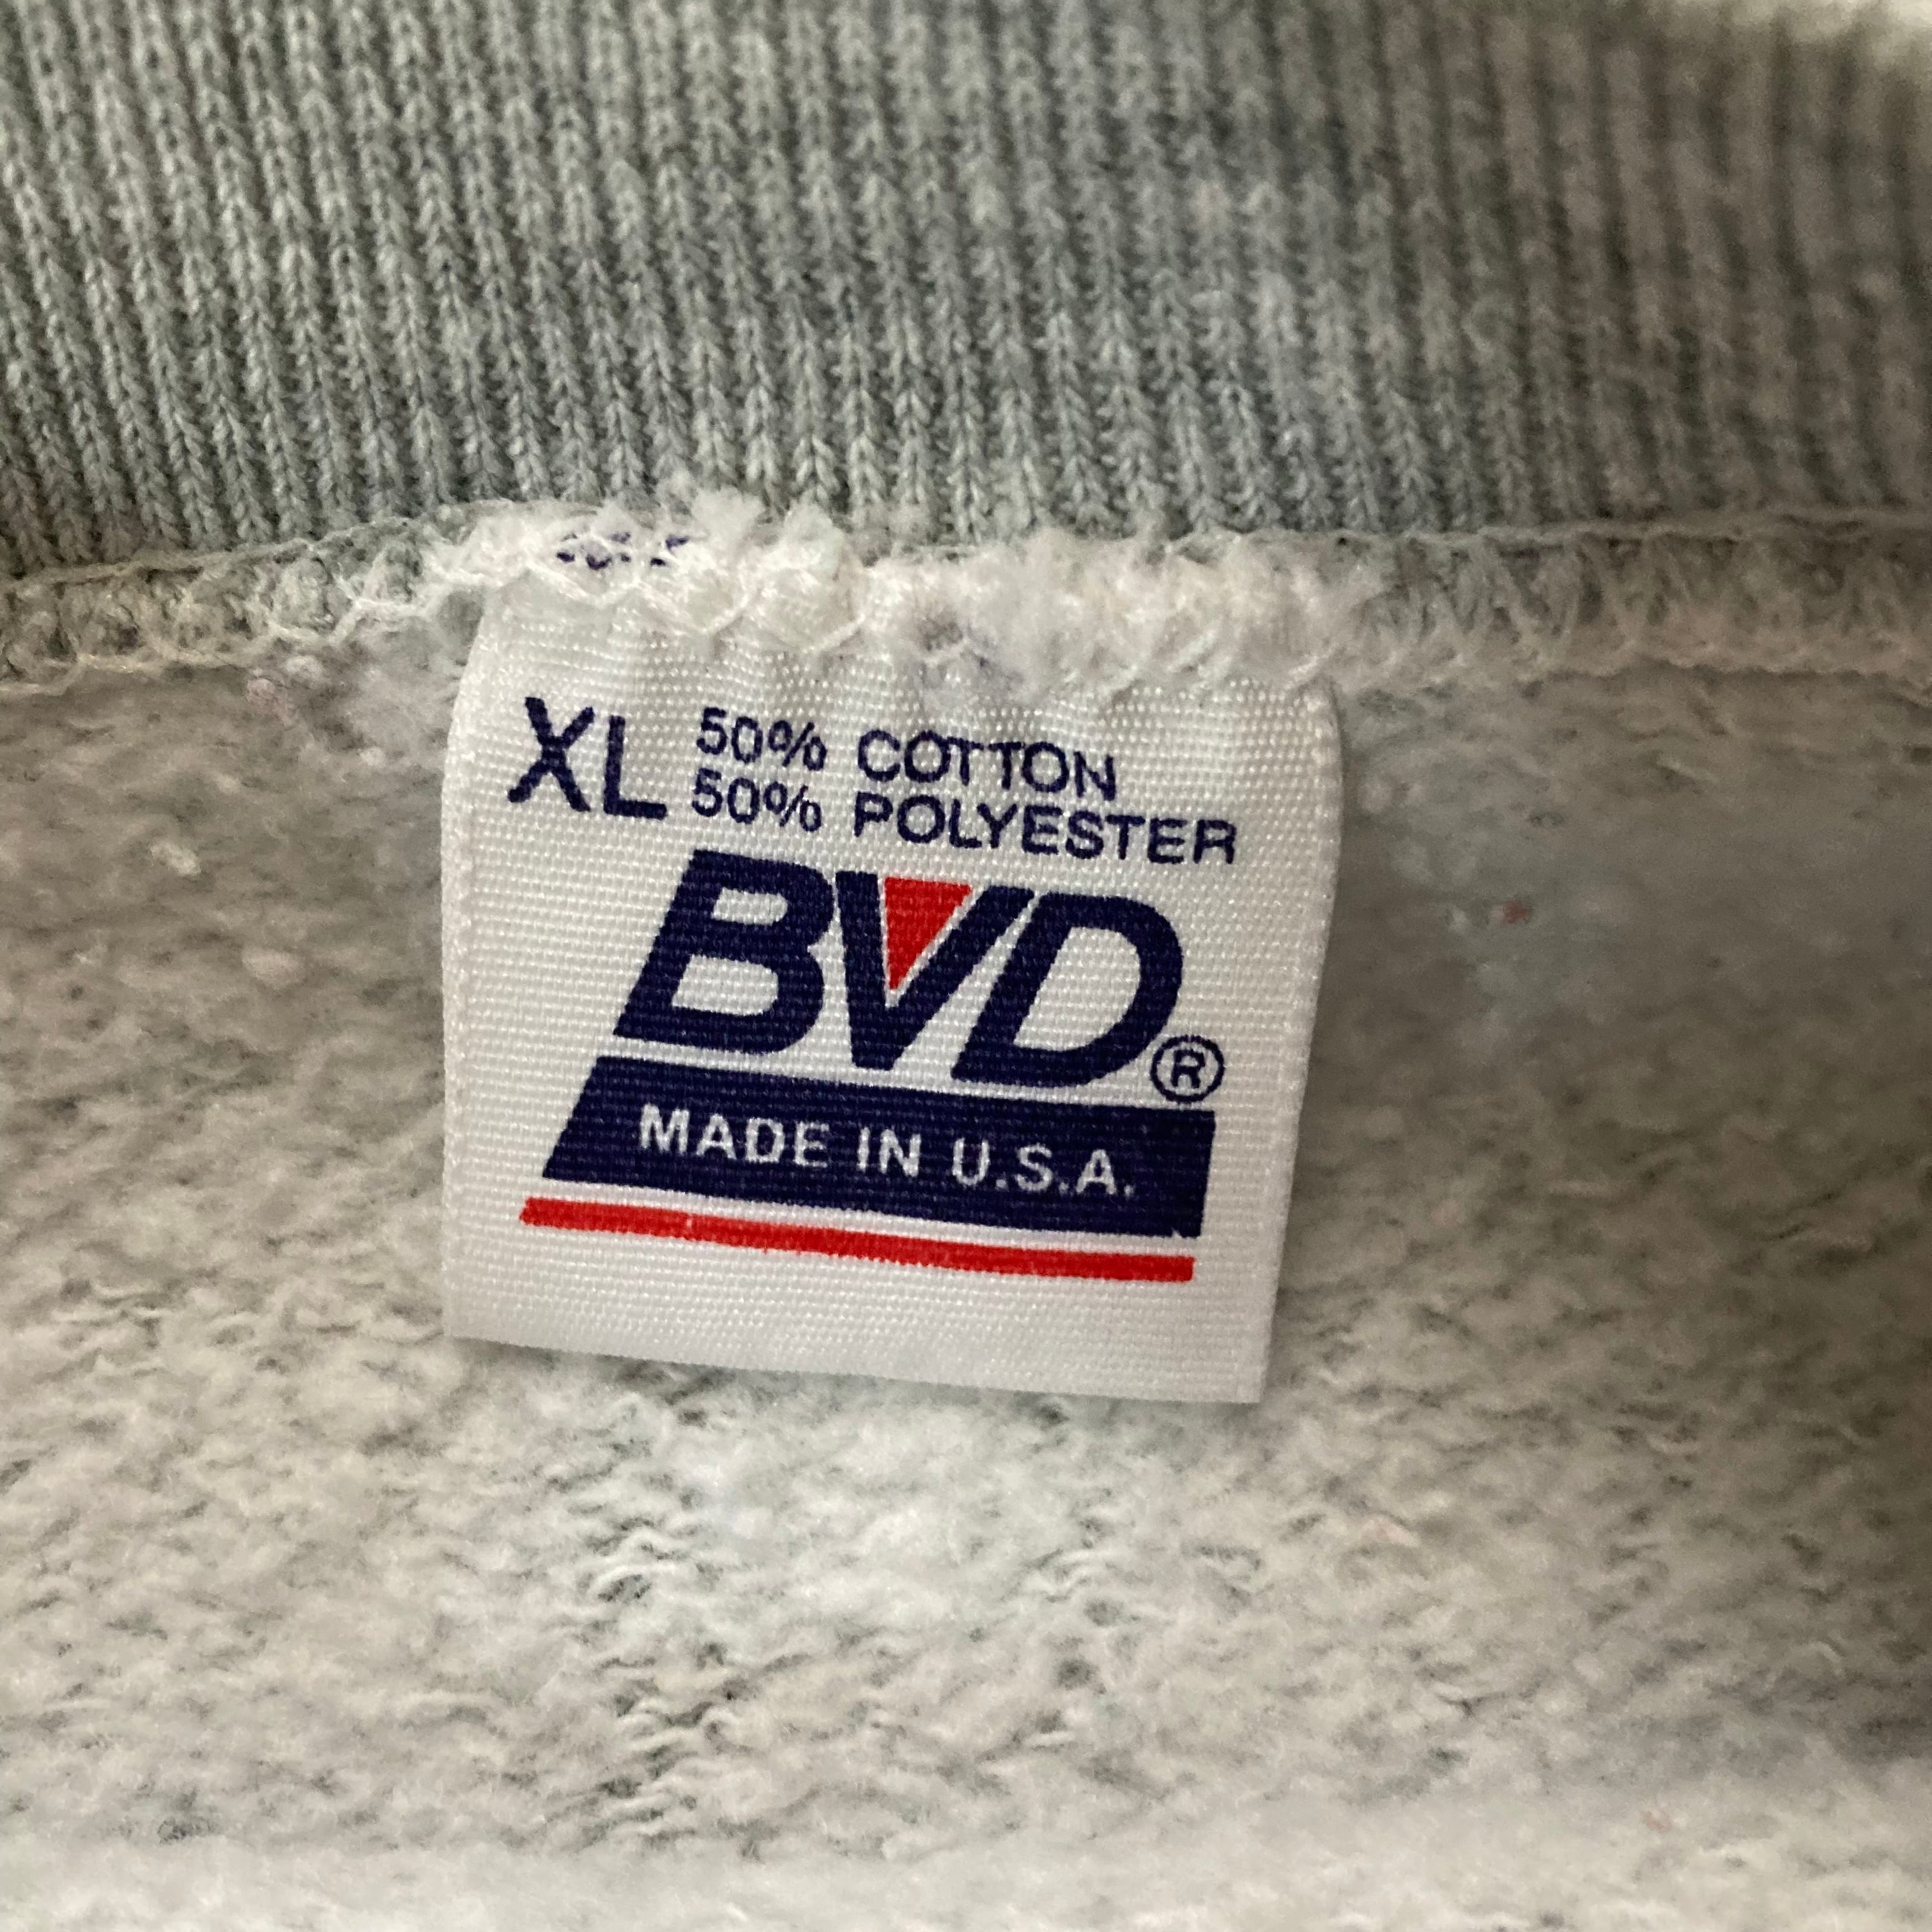 XL 50% COTTON
50% POLYESTER
BVD®
MADE IN U.S.A.